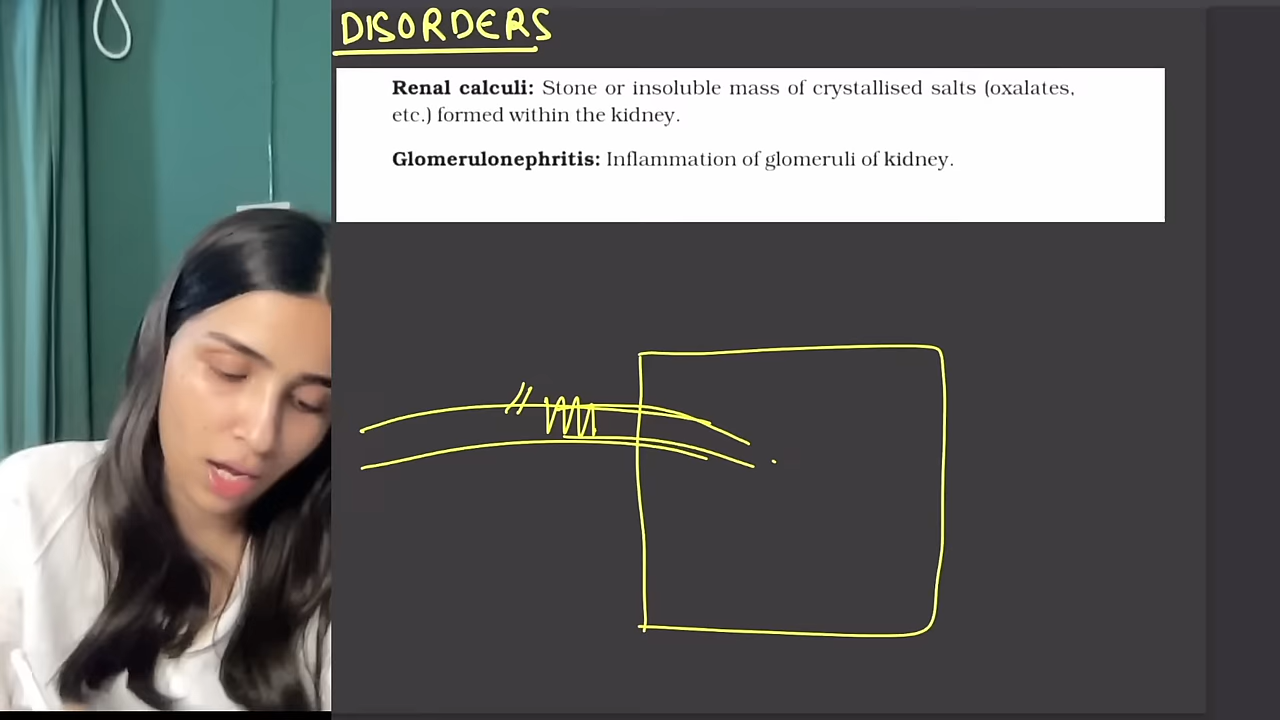 DISORDERS
Renal calculi: Stone or insoluble mass of crystallised salts (oxalates,
etc.) formed within the kidney.
Glomerulonephritis: Inflammation of glomeruli of kidney.